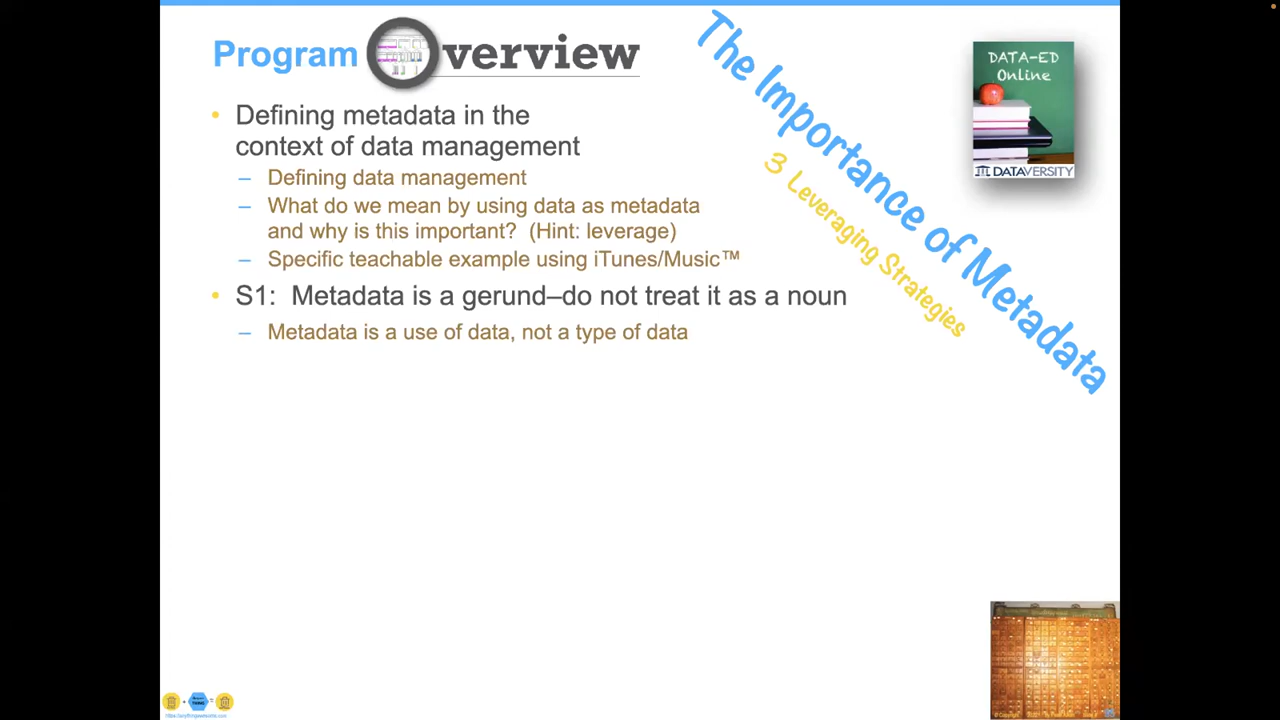 Program Overview
The Importance of Metadata
3 Leveraging Strategies
DATA-ED
Online
DATAVERSITY
• Defining metadata in the
context of data management
– Defining data management
– What do we mean by using data as metadata
and why is this important? (Hint: leverage)
– Specific teachable example using iTunes/Music™
• S1: Metadata is a gerund–do not treat it as a noun
– Metadata is a use of data, not a type of data